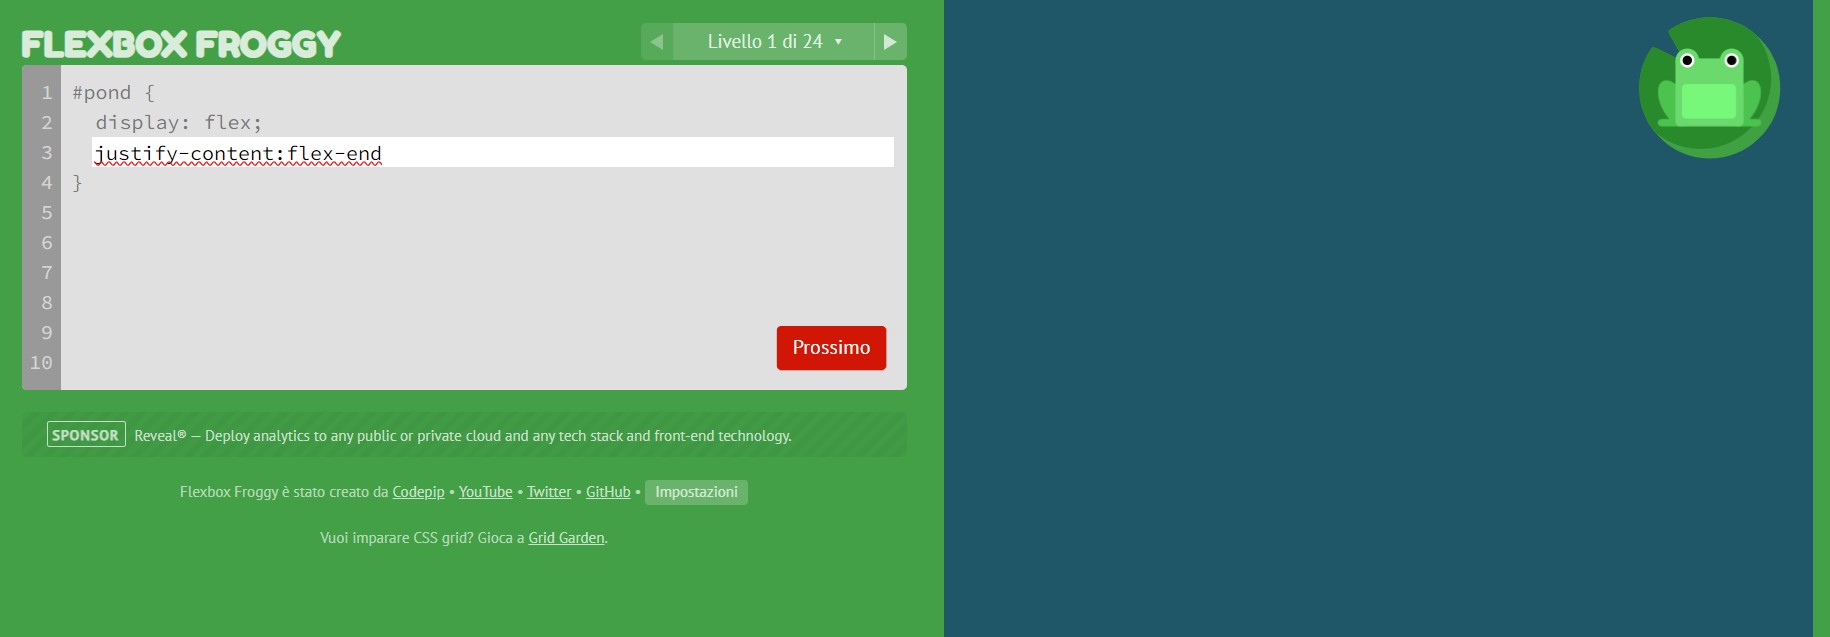 FLEXBOX FROGGY
◀ Livello 1 di 24 ▼ ▶
1 #pond {
2 display: flex;
3 justify-content:flex-end
4 }
5
6
7
8
9
10
Prossimo
SPONSOR Reveal® — Deploy analytics to any public or private cloud and any tech stack and front-end technology.
Flexbox Froggy è stato creato da Codepip • YouTube • Twitter • GitHub • Impostazioni
Vuoi imparare CSS grid? Gioca a Grid Garden.